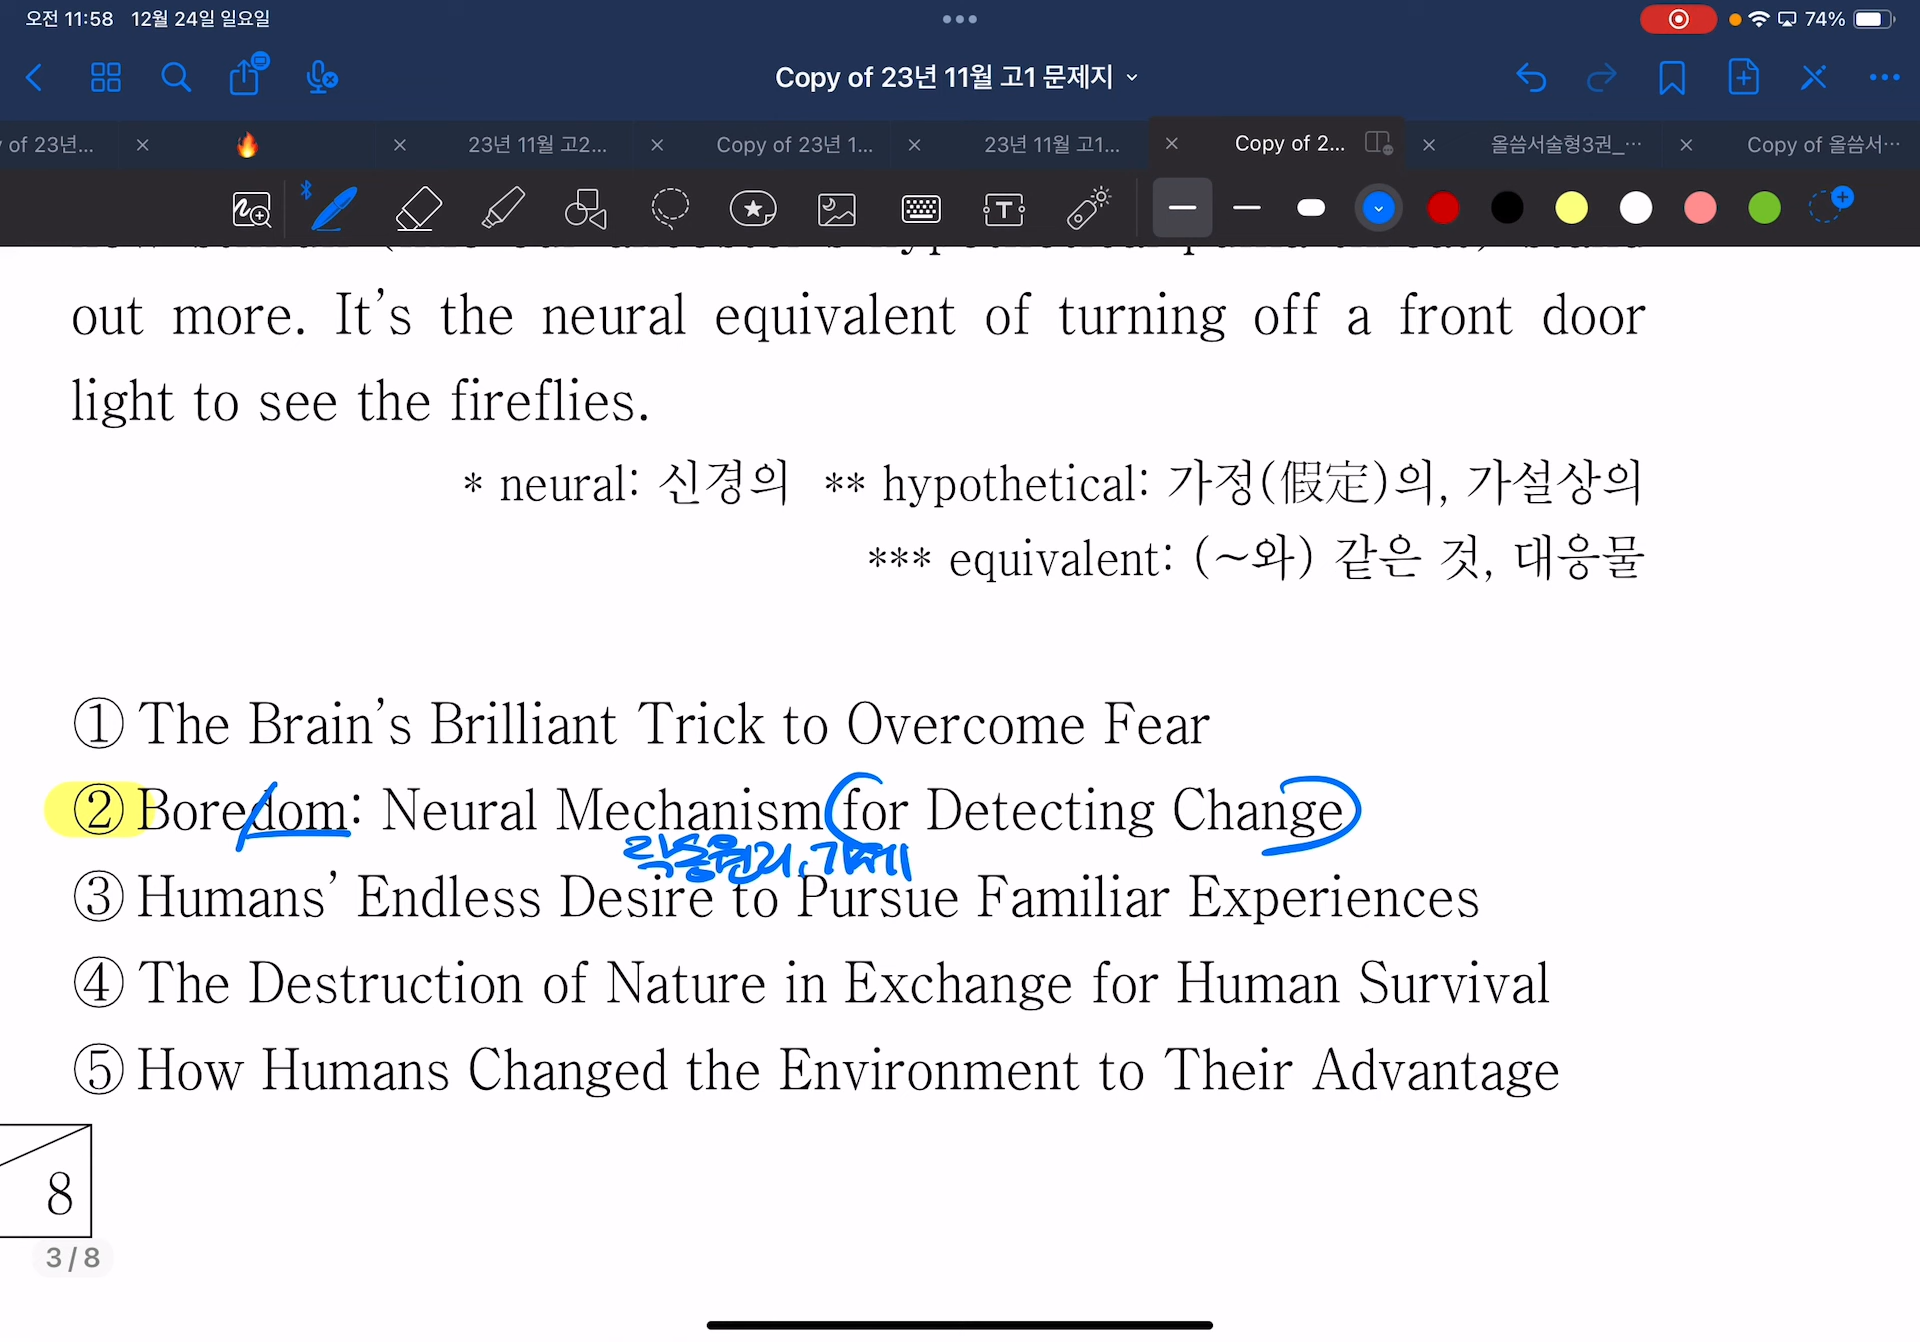 오전 11:58 12월 24일 일요일
74%
Copy of 23년 11월 고1 문제지
of 23년... 23년 11월 고2... Copy of 23년 1... 23년 11월 고1... Copy of 2... 올씀서술형3권_... Copy of 올씀서...
out more. It's the neural equivalent of turning off a front door
light to see the fireflies.
* neural: 신경의 ** hypothetical: 가정(假定)의, 가설상의
*** equivalent: (~와) 같은 것, 대응물
① The Brain's Brilliant Trick to Overcome Fear
② Boredom: Neural Mechanism for Detecting Change
③ Humans' Endless Desire to Pursue Familiar Experiences
④ The Destruction of Nature in Exchange for Human Survival
⑤ How Humans Changed the Environment to Their Advantage
8
3 / 8